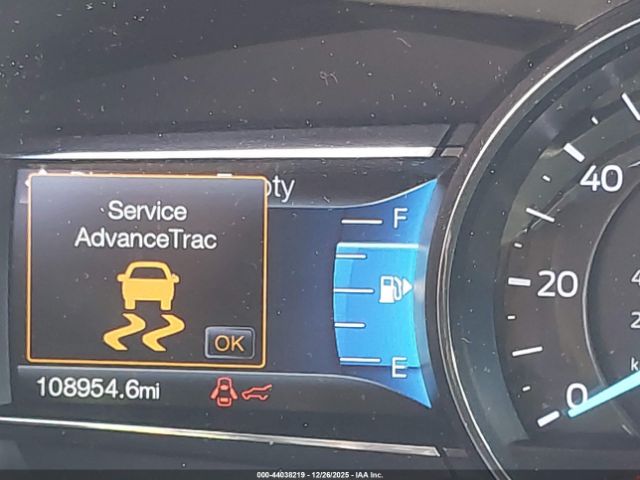 Service
AdvanceTrac
OK
108954.6mi
F
E
40
20
0
000-44038219 - 12/26/2025 - IAA Inc.